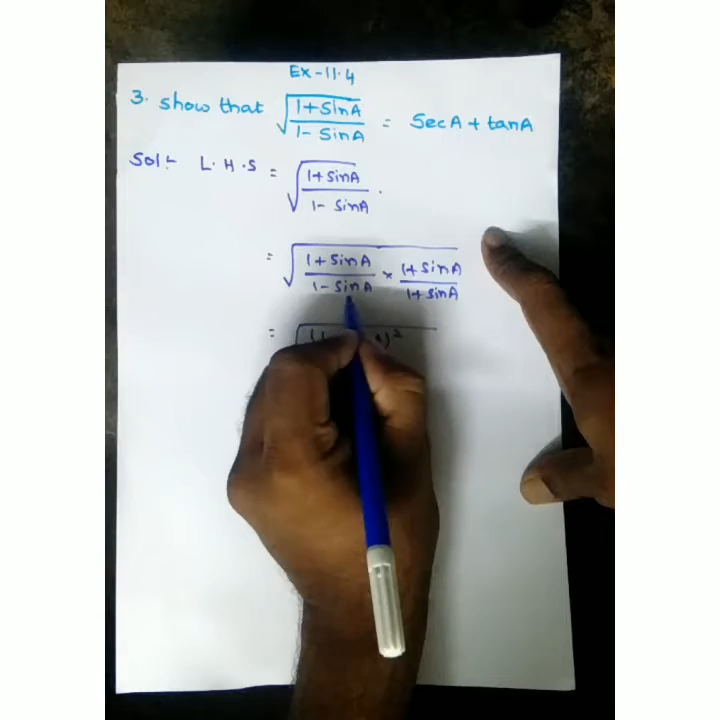 Ex-11.4
3. Show that √(1+SinA / 1-SinA) = SecA + tanA
Sol:- L.H.S = √(1+SinA / 1-SinA).
= √(1+SinA / 1-SinA × 1+SinA / 1+SinA)
= √( )²